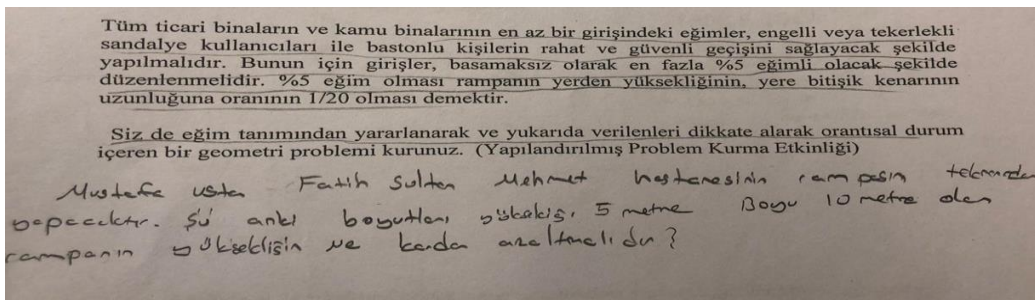 Tüm ticari binaların ve kamu binalarının en az bir girişindeki eğimler, engelli veya tekerlekli
sandalye kullanıcıları ile bastonlu kişilerin rahat ve güvenli geçişini sağlayacak şekilde
yapılmalıdır. Bunun için girişler, basamaksız olarak en fazla %5 eğimli olacak şekilde
düzenlenmelidir. %5 eğim olması rampanın yerden yüksekliğinin, yere bitişik kenarının
uzunluğuna oranının 1/20 olması demektir.
Siz de eğim tanımından yararlanarak ve yukarıda verilenleri dikkate alarak orantısal durum
içeren bir geometri problemi kurunuz. (Yapılandırılmış Problem Kurma Etkinliği)
Mustafa usta Fatih Sultan Mehmet hastanesinin rampasın tekrardan
yapacaktır. Şu anki boyutları 5 metre Boyu 10 metre olan
rampanın yüksekliğin ne kadar azaltmalıdır?